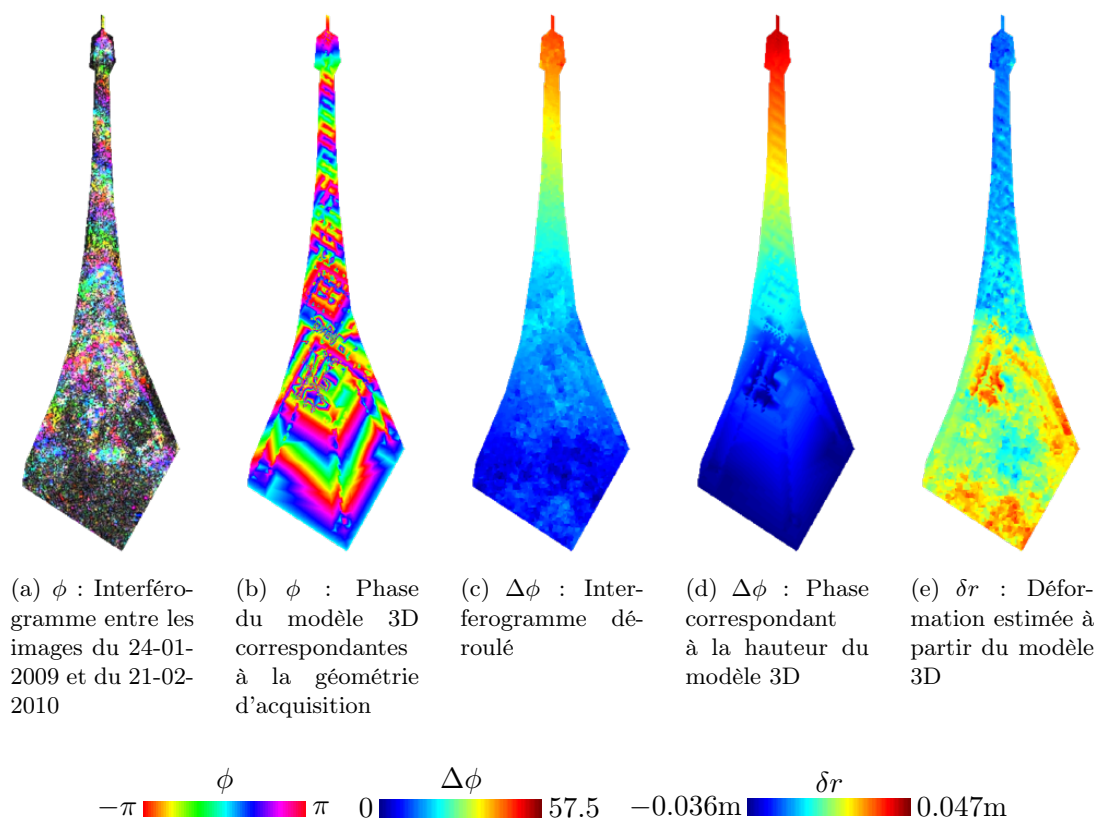 (a) ϕ : Interféro-
gramme entre les
images du 24-01-
2009 et du 21-02-
2010
(b) ϕ : Phase
du modèle 3D
correspondantes
à la géométrie
d'acquisition
(c) Δϕ : Inter-
ferogramme dé-
roulé
(d) Δϕ : Phase
correspondant
à la hauteur du
modèle 3D
(e) δr : Défor-
mation estimée à
partir du modèle
3D
ϕ
−π π
Δϕ
0 57.5
δr
−0.036m 0.047m